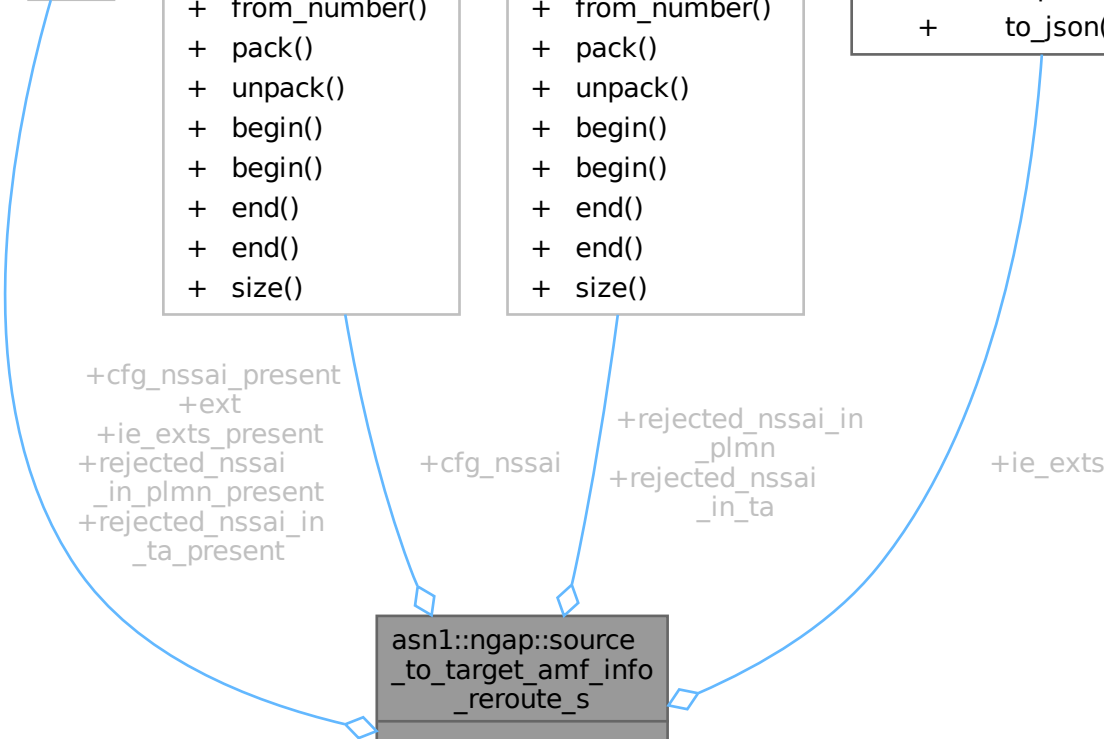 + from_number()
+ pack()
+ unpack()
+ begin()
+ begin()
+ end()
+ end()
+ size()
+ from_number()
+ pack()
+ unpack()
+ begin()
+ begin()
+ end()
+ end()
+ size()
+ to_json(
+cfg_nssai_present
+ext
+ie_exts_present
+rejected_nssai
_in_plmn_present
+rejected_nssai_in
_ta_present
+cfg_nssai
+rejected_nssai_in
_plmn
+rejected_nssai
_in_ta
+ie_exts
asn1::ngap::source
_to_target_amf_info
_reroute_s